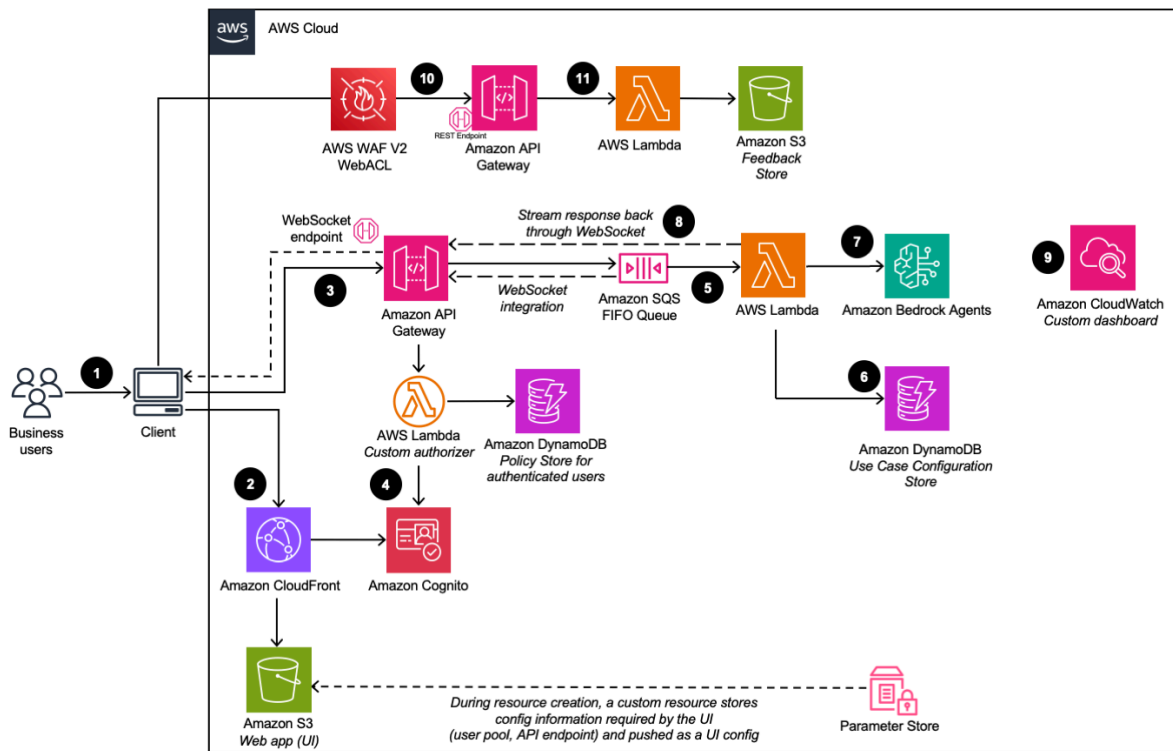 aws
AWS Cloud
10
11
REST Endpoint
AWS WAF V2
WebACL
Amazon API
Gateway
AWS Lambda
Amazon S3
Feedback
Store
WebSocket
endpoint
Stream response back
through WebSocket
8
7
9
3
WebSocket
integration
5
Amazon API
Gateway
Amazon SQS
FIFO Queue
AWS Lambda
Amazon Bedrock Agents
Amazon CloudWatch
Custom dashboard
1
6
Business
users
Client
AWS Lambda
Custom authorizer
Amazon DynamoDB
Policy Store for
authenticated users
Amazon DynamoDB
Use Case Configuration
Store
2
4
Amazon CloudFront
Amazon Cognito
During resource creation, a custom resource stores
config information required by the UI
(user pool, API endpoint) and pushed as a UI config
Amazon S3
Web app (UI)
Parameter Store